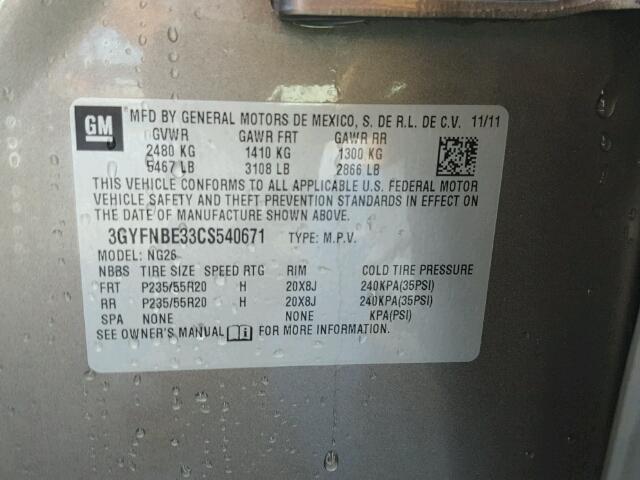 GM MFD BY GENERAL MOTORS DE MEXICO, S. DE R.L. DE C.V. 11/11
GVWR GAWR FRT GAWR RR
2480 KG 1410 KG 1300 KG
5467 LB 3108 LB 2866 LB
THIS VEHICLE CONFORMS TO ALL APPLICABLE U.S. FEDERAL MOTOR
VEHICLE SAFETY AND THEFT PREVENTION STANDARDS IN EFFECT ON
THE DATE OF MANUFACTURE SHOWN ABOVE.
3GYFNBE33CS540671 TYPE: M.P.V.
MODEL: NG26
NBBS TIRE SIZE SPEED RTG RIM COLD TIRE PRESSURE
FRT P235/55R20 H 20X8J 240KPA(35PSI)
RR P235/55R20 H 20X8J 240KPA(35PSI)
SPA NONE NONE KPA(PSI)
SEE OWNER'S MANUAL i FOR MORE INFORMATION.